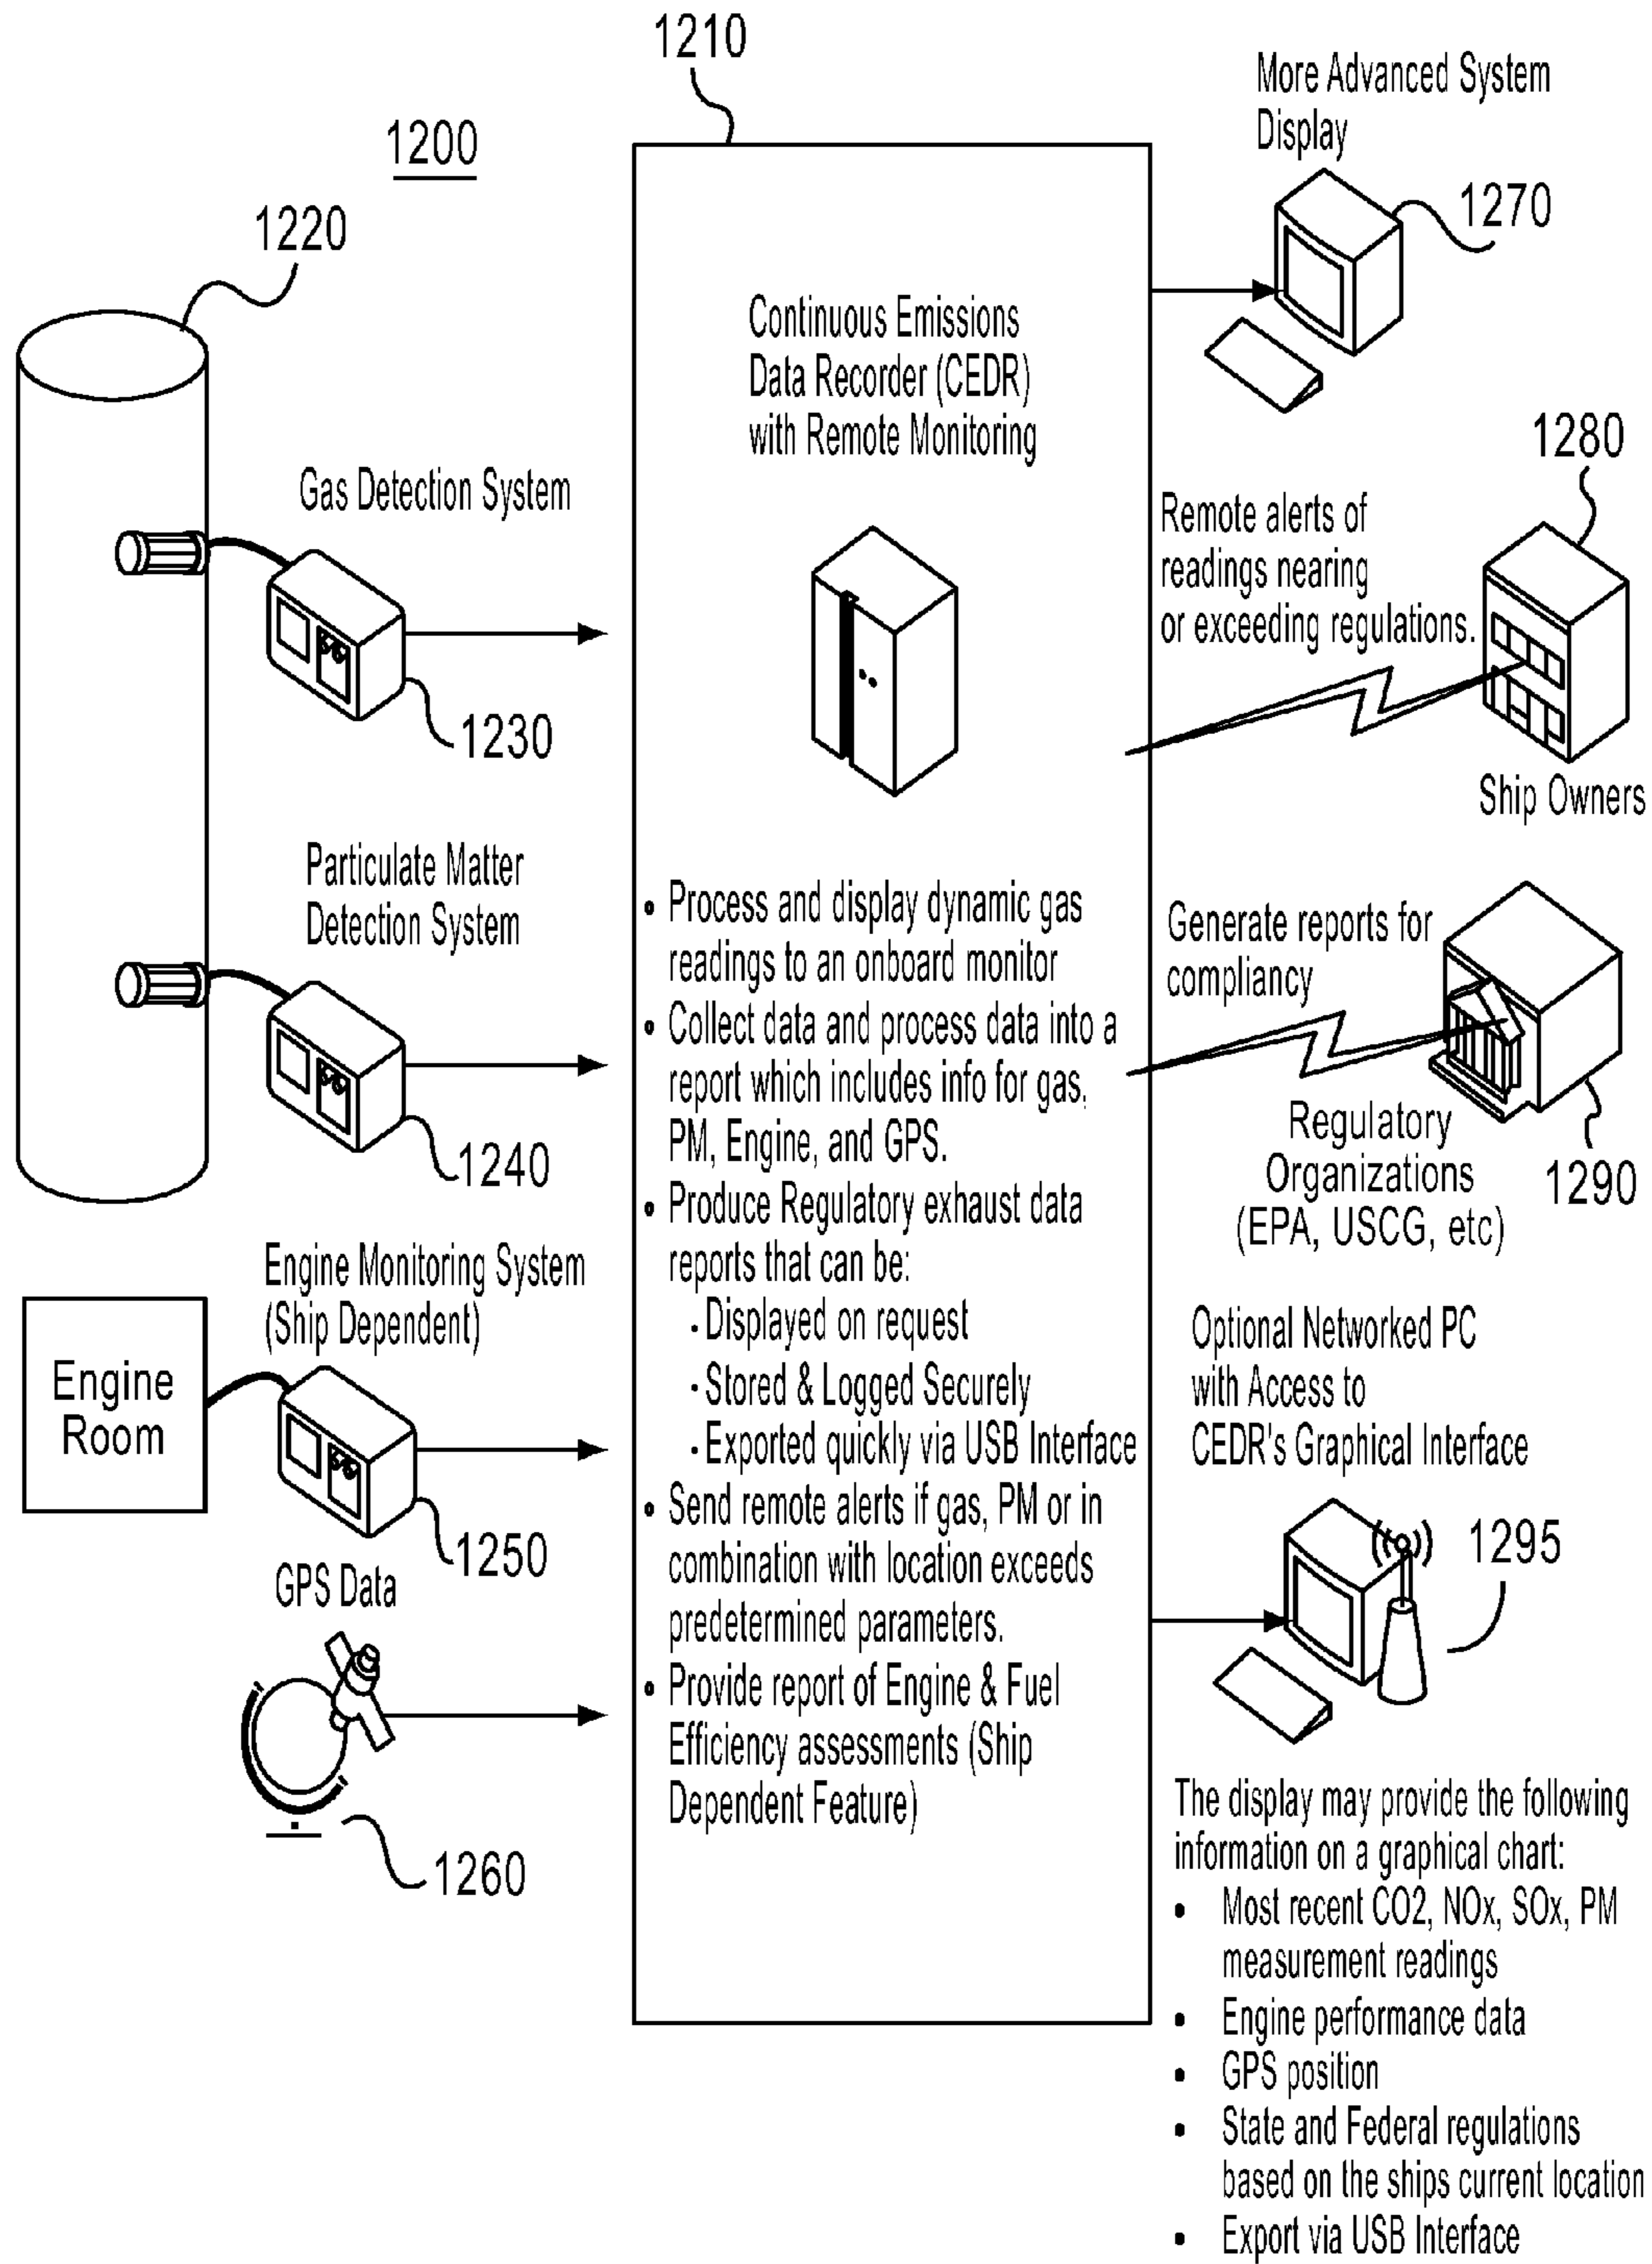 1210
1200
1220
Gas Detection System
1230
Particulate Matter
Detection System
1240
Engine Monitoring System
(Ship Dependent)
Engine
Room
1250
GPS Data
1260
Continuous Emissions
Data Recorder (CEDR)
with Remote Monitoring
• Process and display dynamic gas
readings to an onboard monitor
• Collect data and process data into a
report which includes info for gas,
PM, Engine, and GPS.
• Produce Regulatory exhaust data
reports that can be:
- Displayed on request
- Stored & Logged Securely
- Exported quickly via USB Interface
• Send remote alerts if gas, PM or in
combination with location exceeds
predetermined parameters.
• Provide report of Engine & Fuel
Efficiency assessments (Ship
Dependent Feature)
More Advanced System
Display
1270
1280
Remote alerts of
readings nearing
or exceeding regulations.
Ship Owners
Generate reports for
compliancy
Regulatory
Organizations
(EPA, USCG, etc)
1290
Optional Networked PC
with Access to
CEDR's Graphical Interface
1295
The display may provide the following
information on a graphical chart:
• Most recent CO2, NOx, SOx, PM
measurement readings
• Engine performance data
• GPS position
• State and Federal regulations
based on the ships current location
• Export via USB Interface